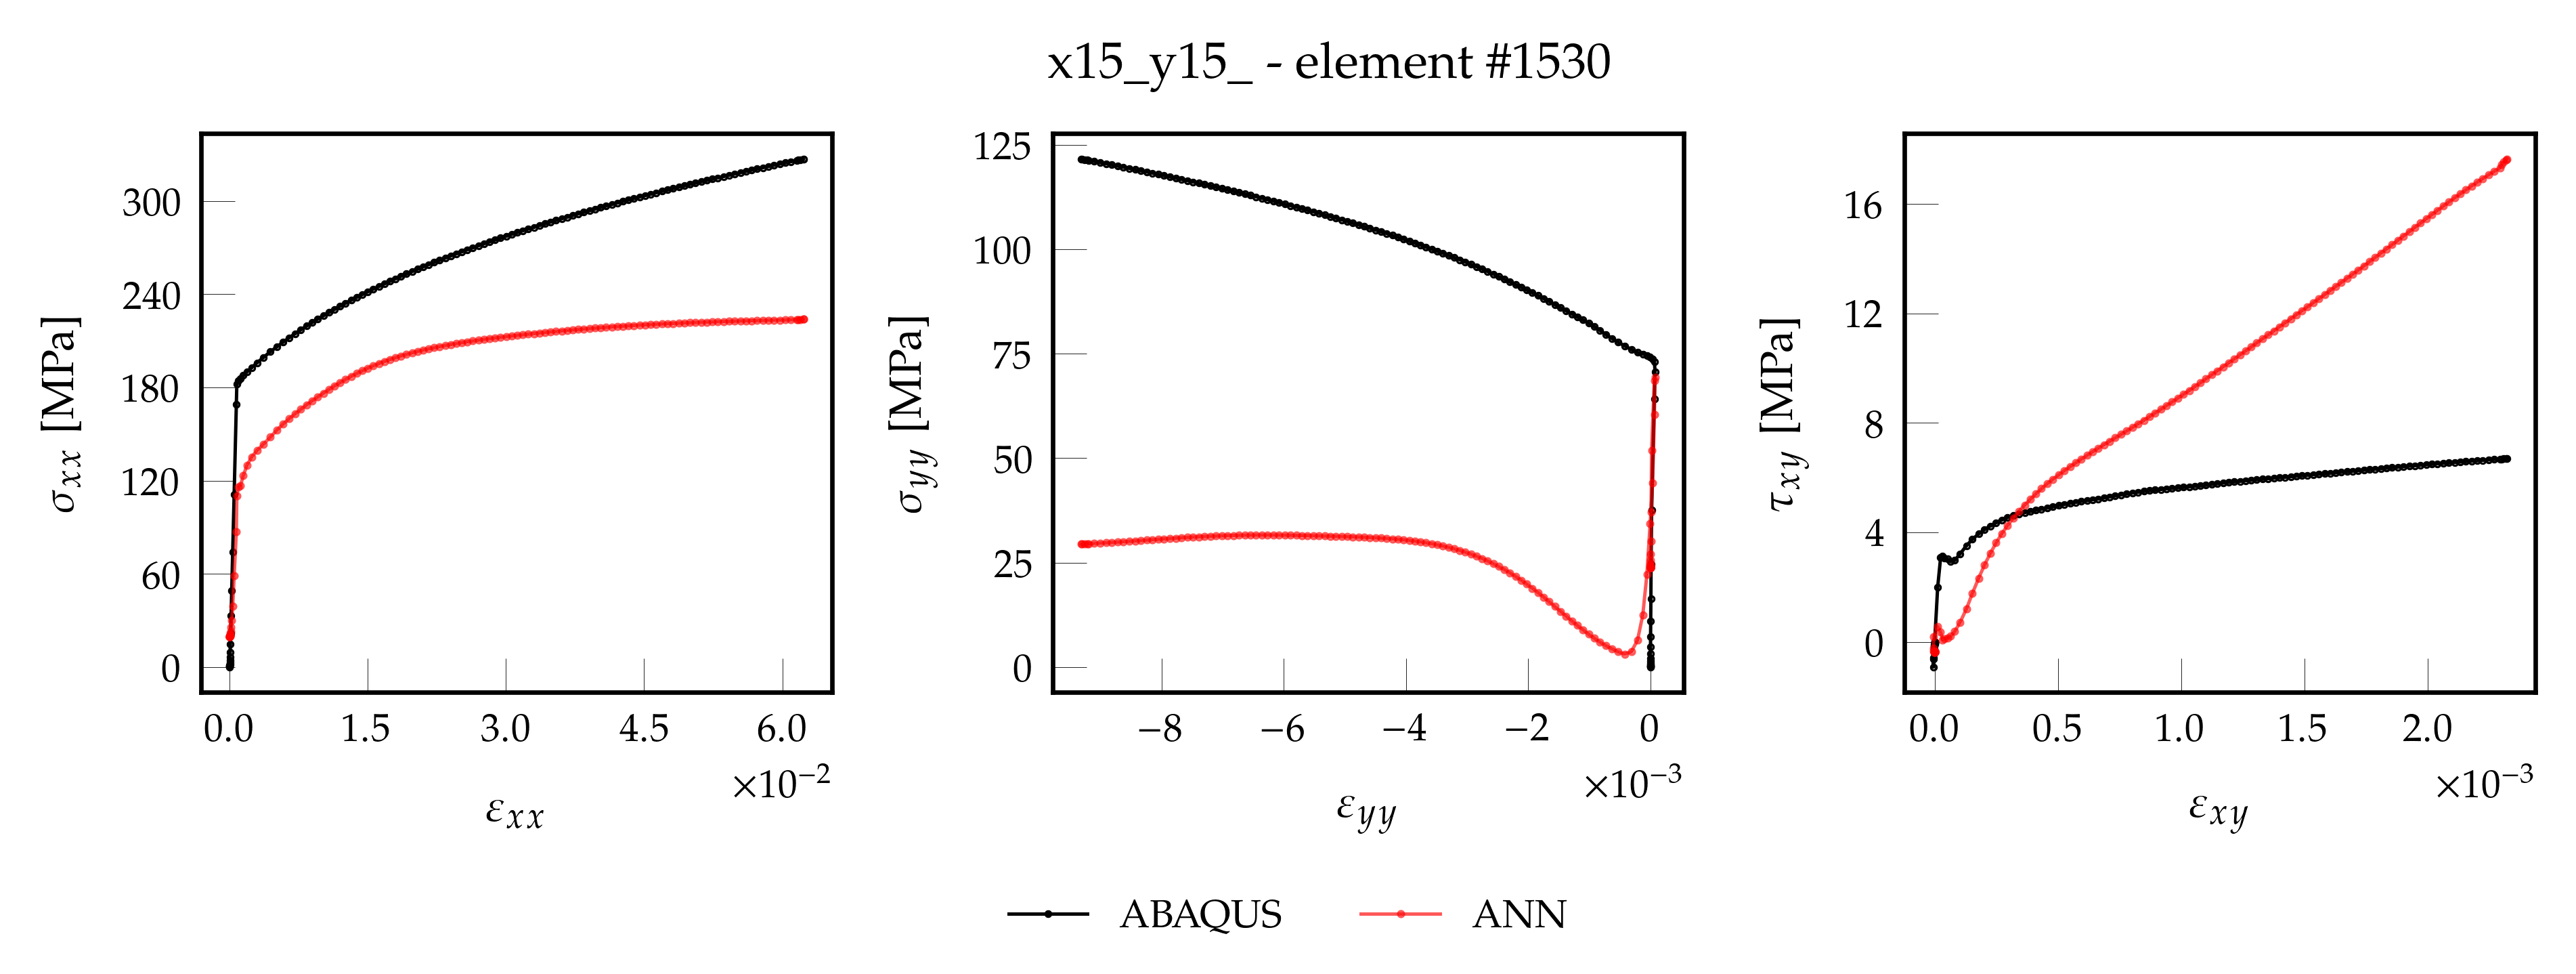 x15_y15_ - element #1530
σxx [MPa]
300
240
180
120
60
0
0.0 1.5 3.0 4.5 6.0
×10−2
εxx
σyy [MPa]
125
100
75
50
25
0
−8 −6 −4 −2 0
×10−3
εyy
τxy [MPa]
16
12
8
4
0
0.0 0.5 1.0 1.5 2.0
×10−3
εxy
ABAQUS ANN